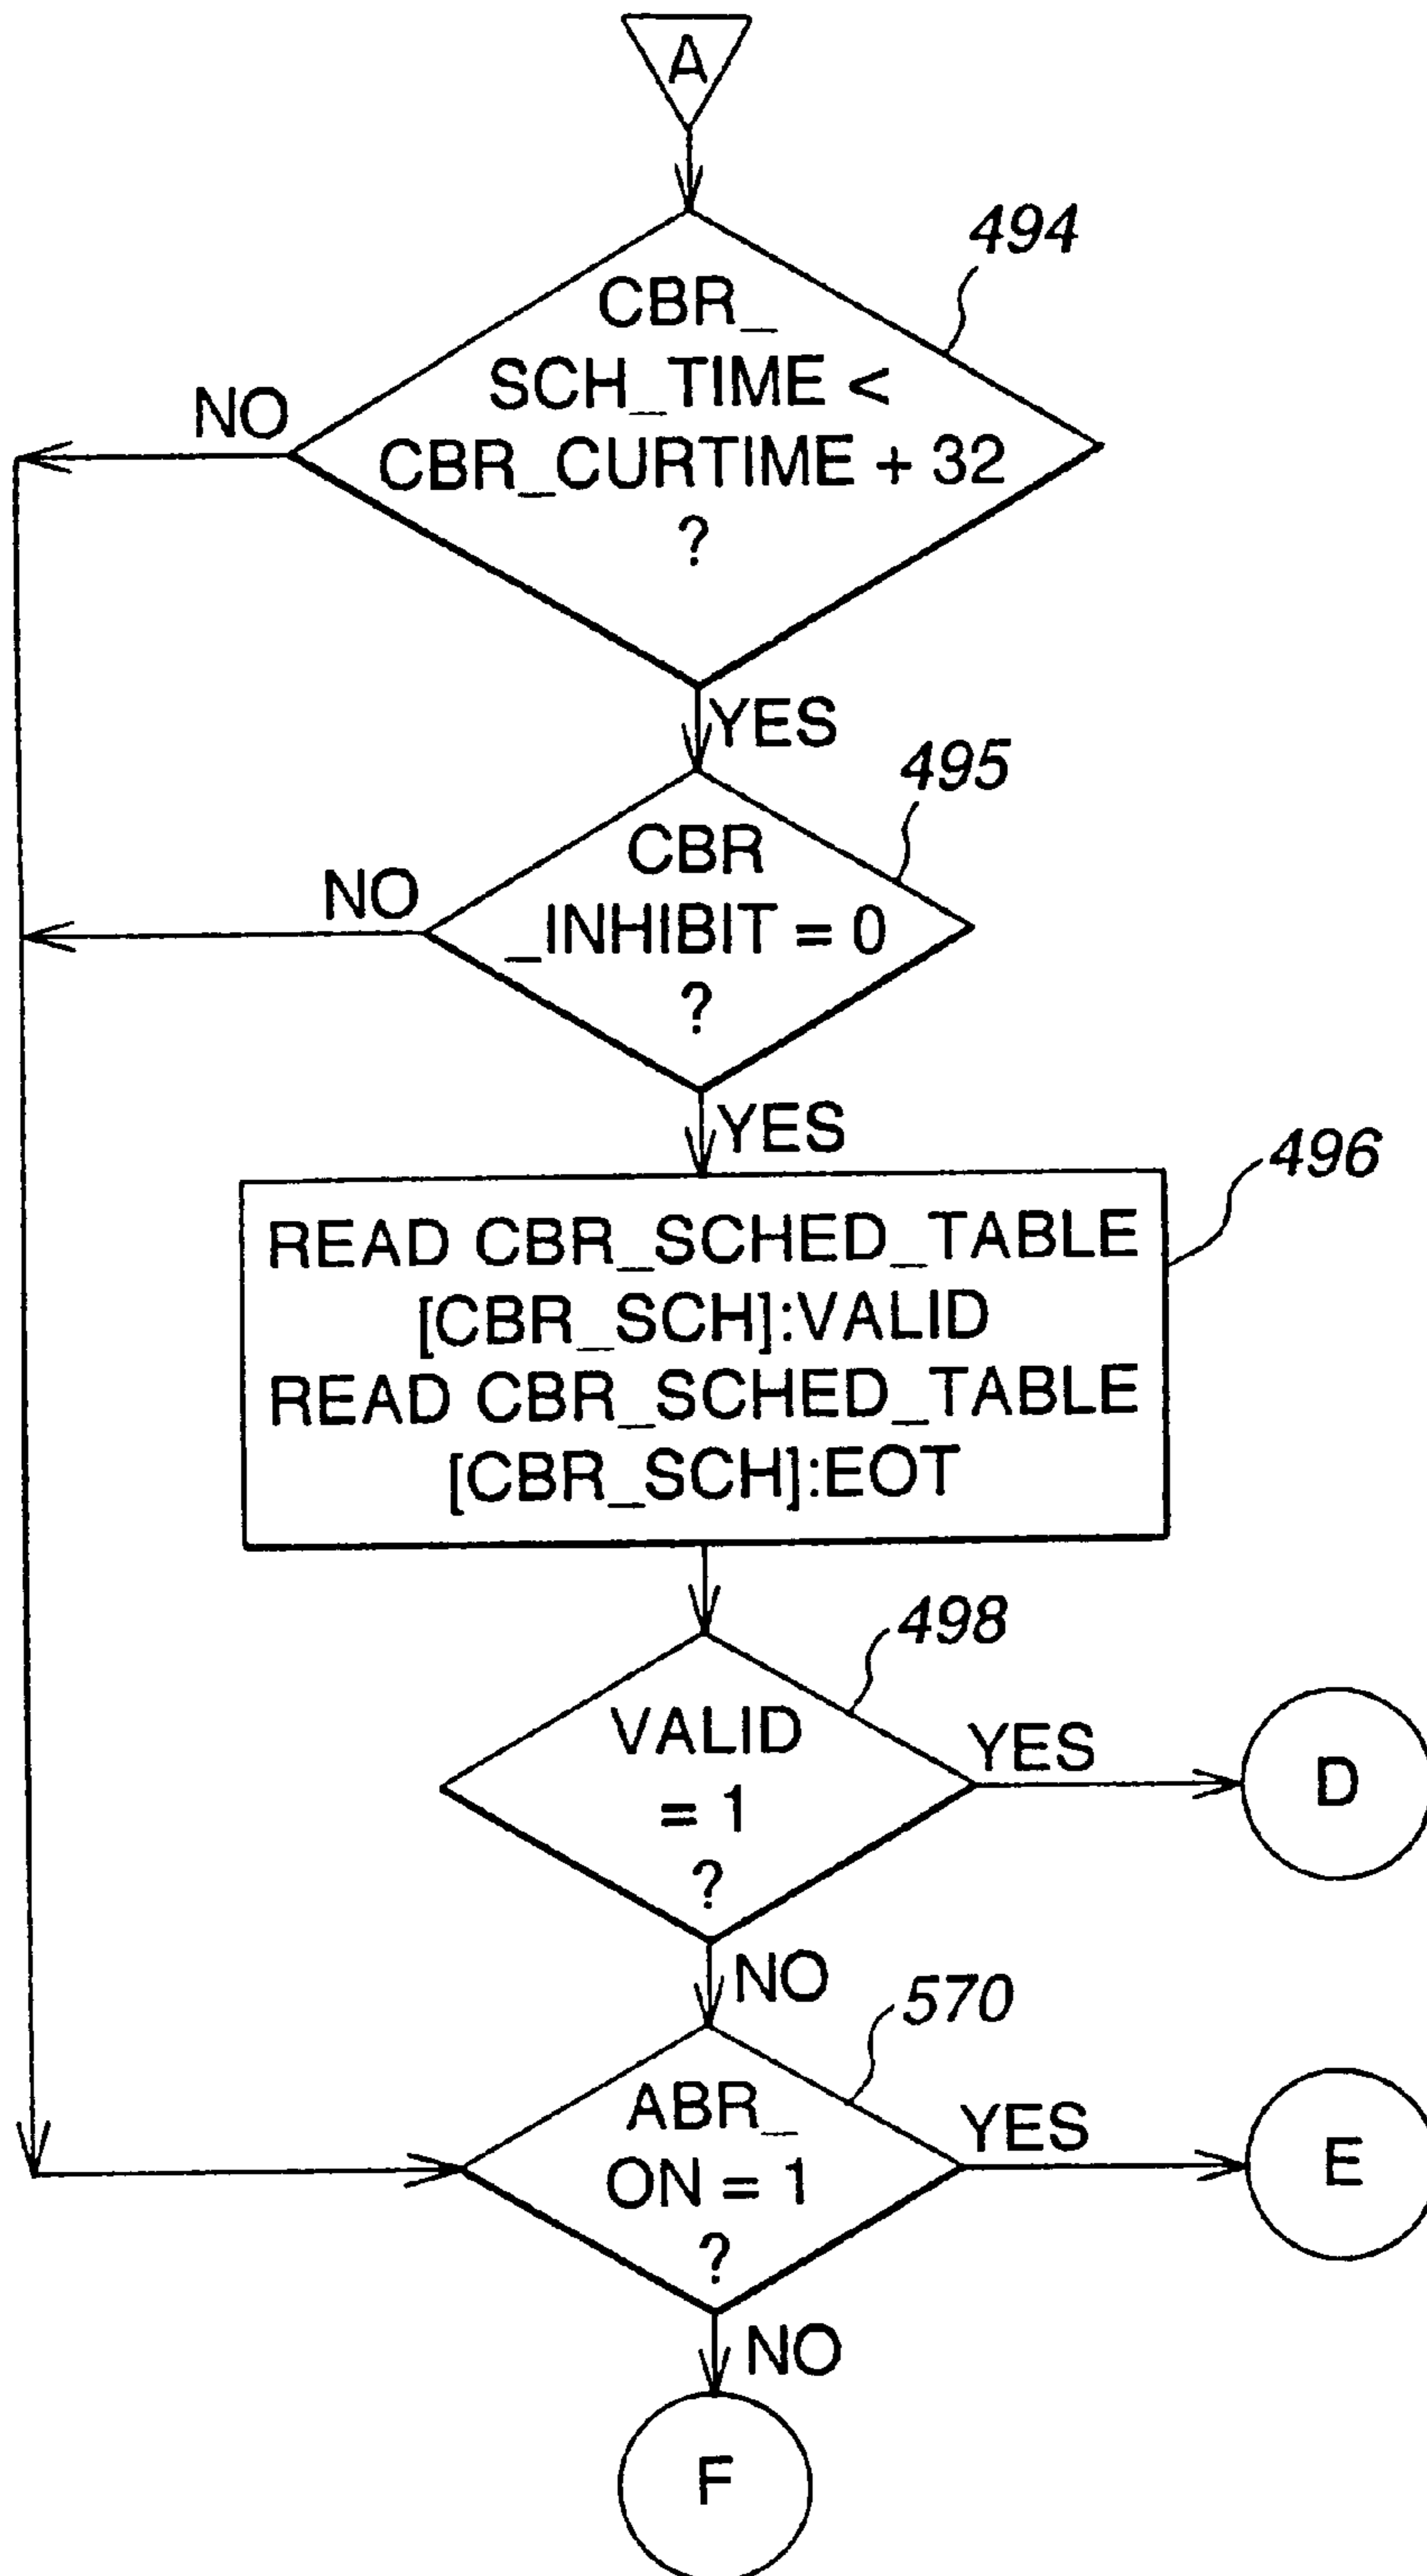 A
494
CBR_
SCH_TIME <
NO
CBR_CURTIME + 32
?
YES
495
CBR
NO
_INHIBIT = 0
?
YES
496
READ CBR_SCHED_TABLE
[CBR_SCH]:VALID
READ CBR_SCHED_TABLE
[CBR_SCH]:EOT
498
VALID
= 1
?
YES
D
NO
570
ABR_
ON = 1
?
YES
E
NO
F